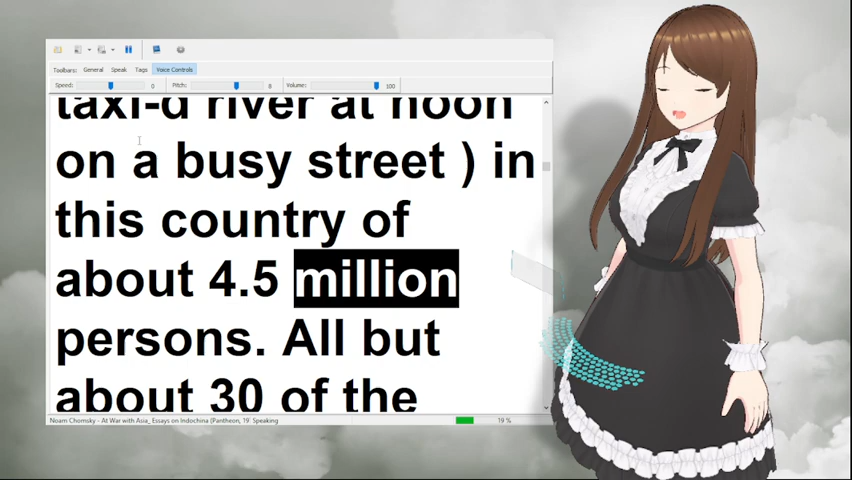 Toolbars: General Speak Tags Voice Controls
Speed: 0 Pitch: 8 Volume: 100
taxi-d river at noon
on a busy street ) in
this country of
about 4.5 million
persons. All but
about 30 of the
Noam Chomsky - At War with Asia_ Essays on Indochina (Pantheon, 19 Speaking 19 %